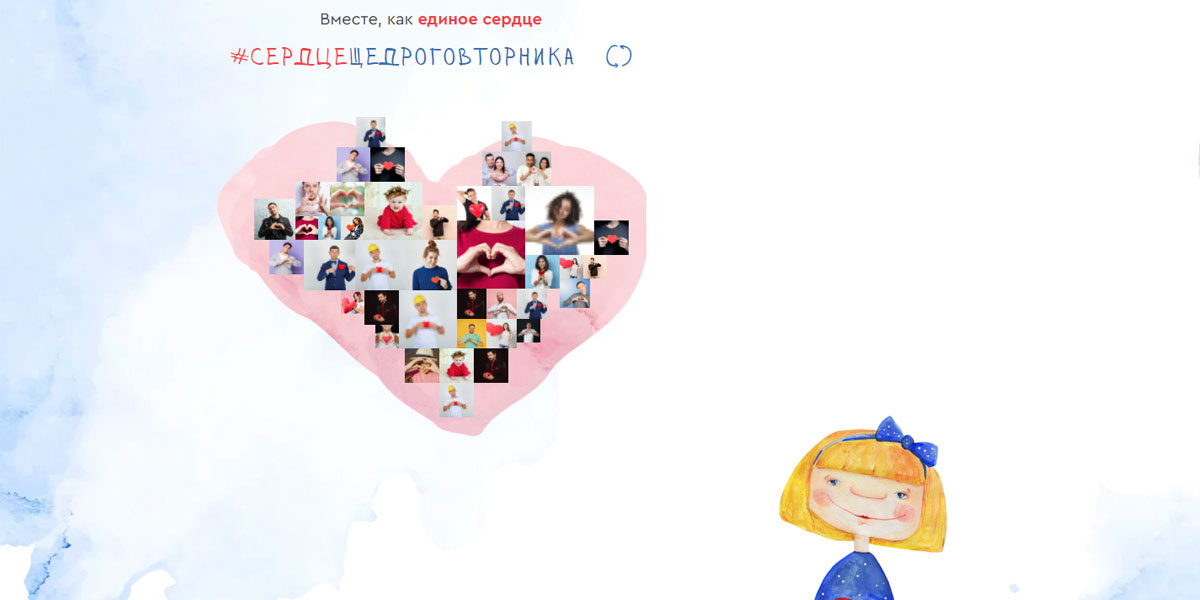 Вместе, как единое сердце
#СЕРДЦЕЩЕДРОГОВТОРНИКА